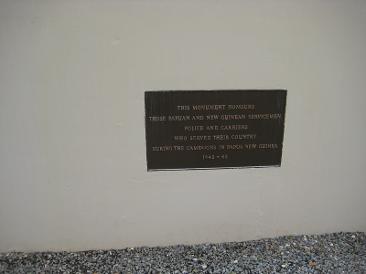 THIS MONUMENT HONOURS
THOSE PAPUAN AND NEW GUINEAN SERVICEMEN
POLICE AND CARRIERS
WHO SERVED THEIR COUNTRY
DURING THE CAMPAIGNS IN PAPUA NEW GUINEA
1942-45